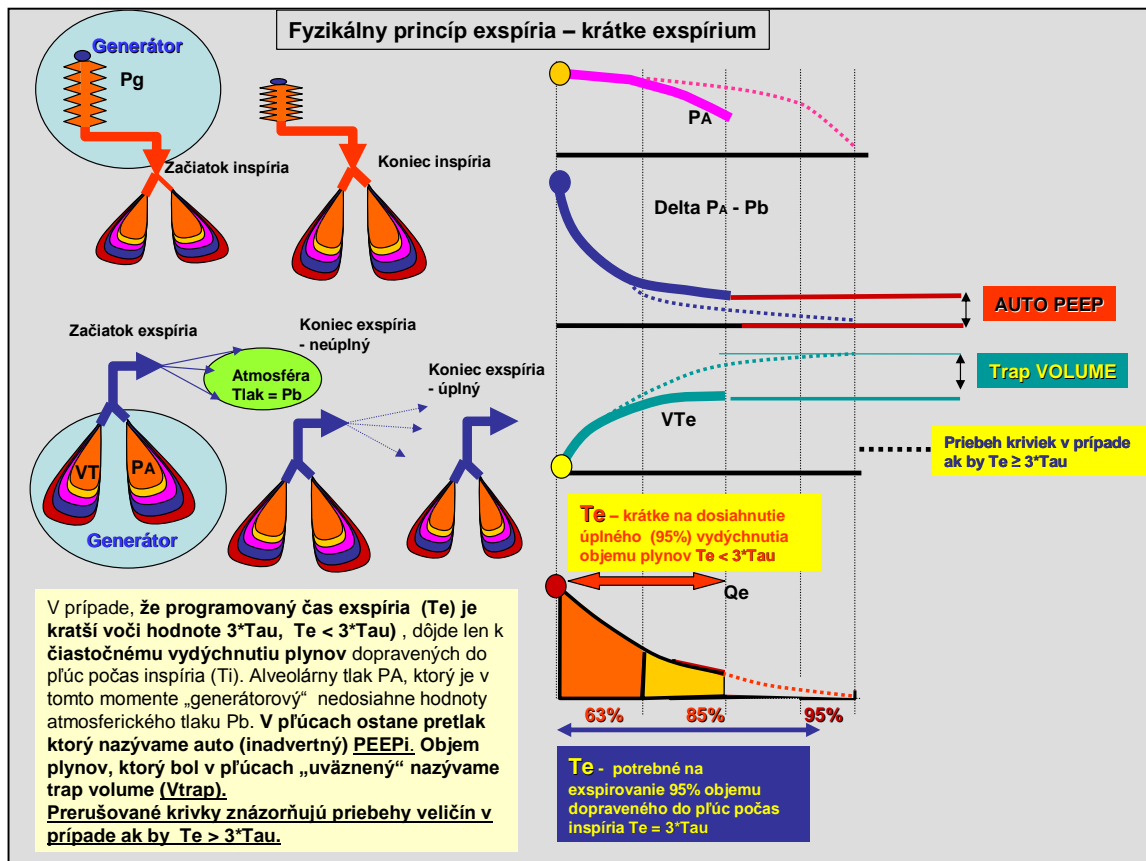 Fyzikálny princíp exspíria – krátke exspírium
Generátor
Pg
Začiatok inspíria
Koniec inspíria
PA
Delta PA - Pb
AUTO PEEP
Začiatok exspíria
Koniec exspíria
- neúplný
Atmosféra
Tlak = Pb
Koniec exspíria
- úplný
VT
PA
Generátor
Trap VOLUME
VTe
Priebeh kriviek v prípade
ak by Te ≥ 3*Tau
Te – krátke na dosiahnutie
úplného (95%) vydýchnutia
objemu plynov Te < 3*Tau
Qe
63%
85%
95%
Te - potrebné na
exspirovanie 95% objemu
dopraveného do pľúc počas
inspíria Te = 3*Tau
V prípade, že programovaný čas exspíria (Te) je
kratší voči hodnote 3*Tau, Te < 3*Tau) , dôjde len k
čiastočnému vydýchnutiu plynov dopravených do
pľúc počas inspíria (Ti). Alveolárny tlak PA, ktorý je v
tomto momente „generátorový“ nedosiahne hodnoty
atmosferického tlaku Pb. V pľúcach ostane pretlak
ktorý nazývame auto (inadvertný) PEEPi. Objem
plynov, ktorý bol v pľúcach „uväznený“ nazývame
trap volume (Vtrap).
Prerušované krivky znázorňujú priebehy veličín v
prípade ak by Te > 3*Tau.